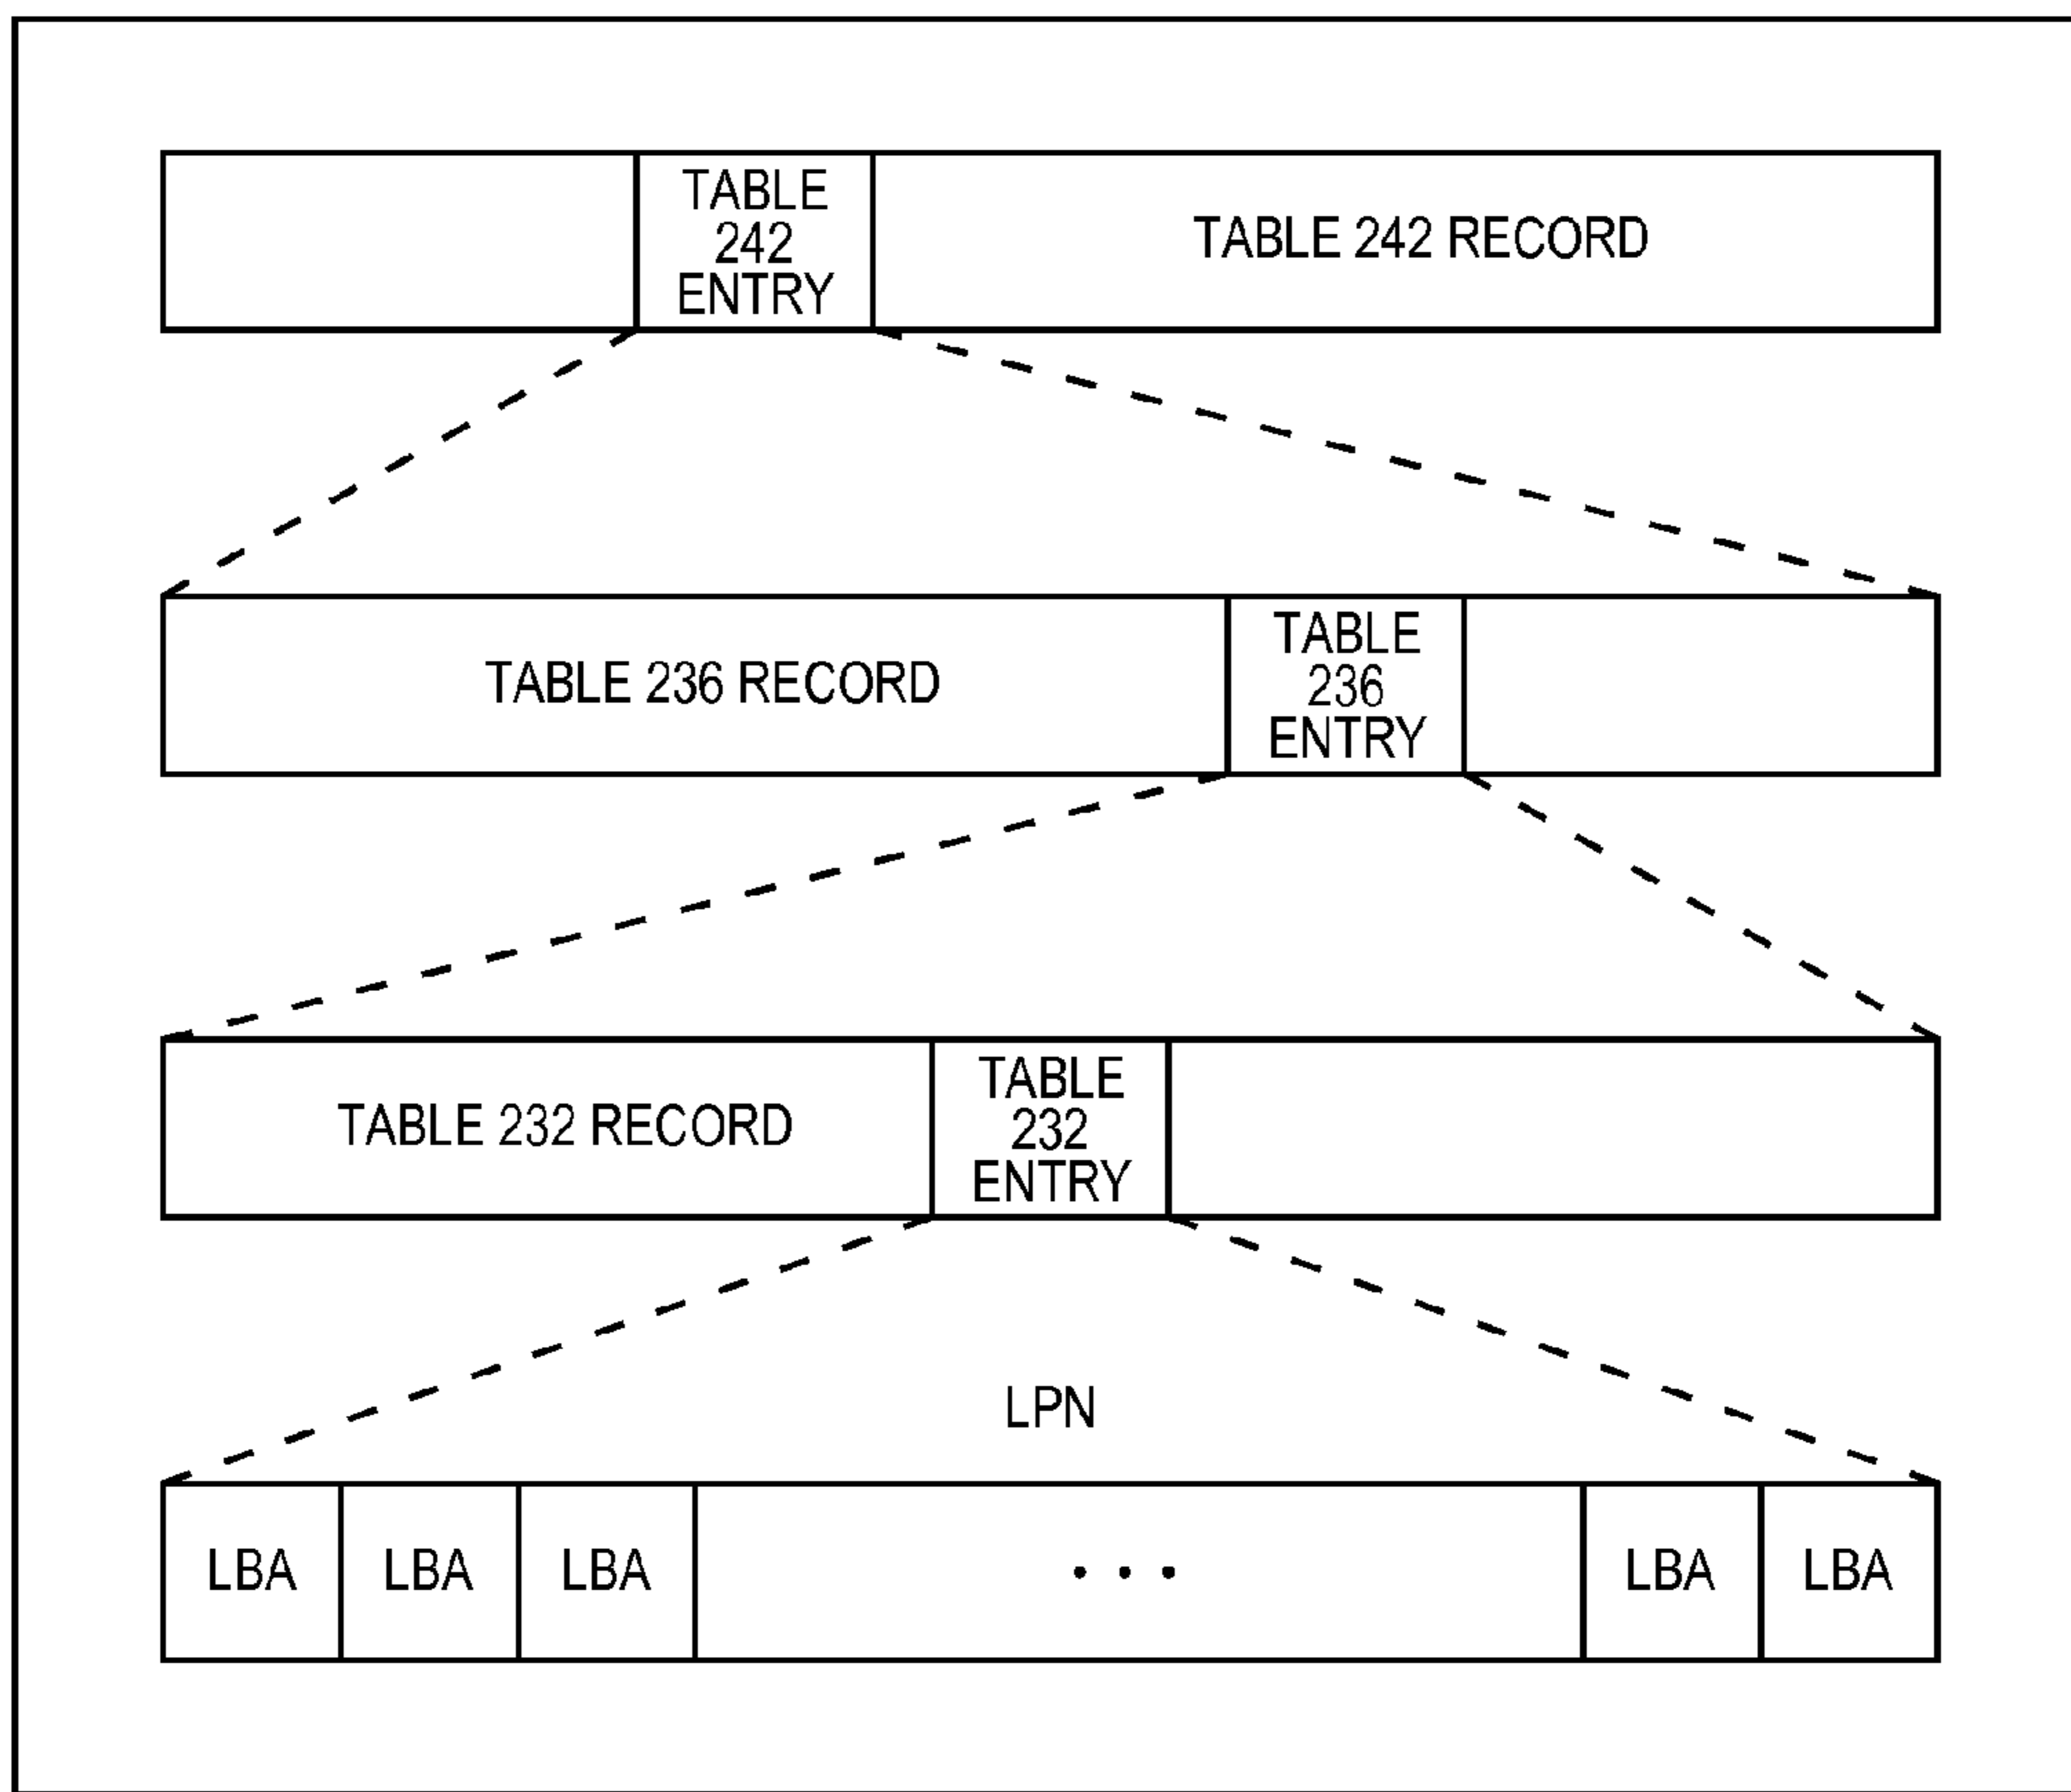 TABLE
242
ENTRY
TABLE 242 RECORD
TABLE 236 RECORD
TABLE
236
ENTRY
TABLE 232 RECORD
TABLE
232
ENTRY
LPN
LBA
LBA
LBA
...
LBA
LBA